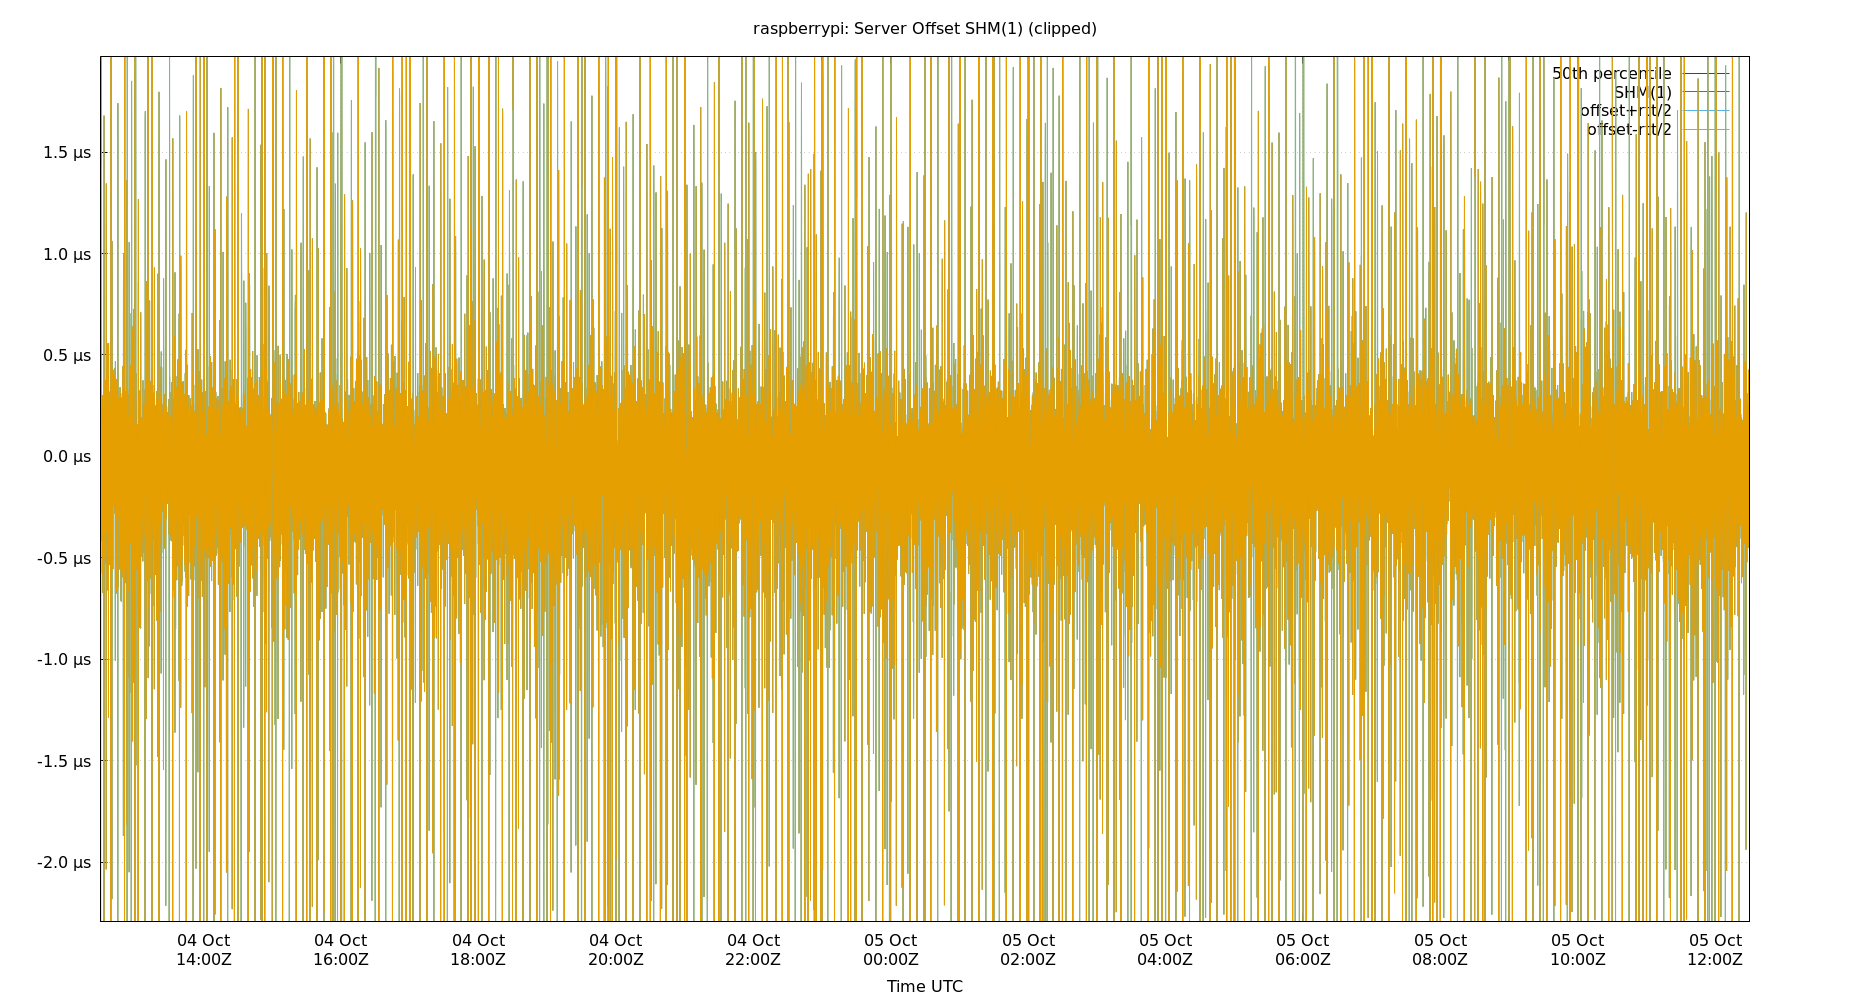 raspberrypi: Server Offset SHM(1) (clipped)
50th percentile
SHM(1)
offset+rtt/2
offset-rtt/2
1.5 µs
1.0 µs
0.5 µs
0.0 µs
-0.5 µs
-1.0 µs
-1.5 µs
-2.0 µs
04 Oct 04 Oct 04 Oct 04 Oct 04 Oct 05 Oct 05 Oct 05 Oct 05 Oct 05 Oct 05 Oct 05 Oct
14:00Z 16:00Z 18:00Z 20:00Z 22:00Z 00:00Z 02:00Z 04:00Z 06:00Z 08:00Z 10:00Z 12:00Z
Time UTC